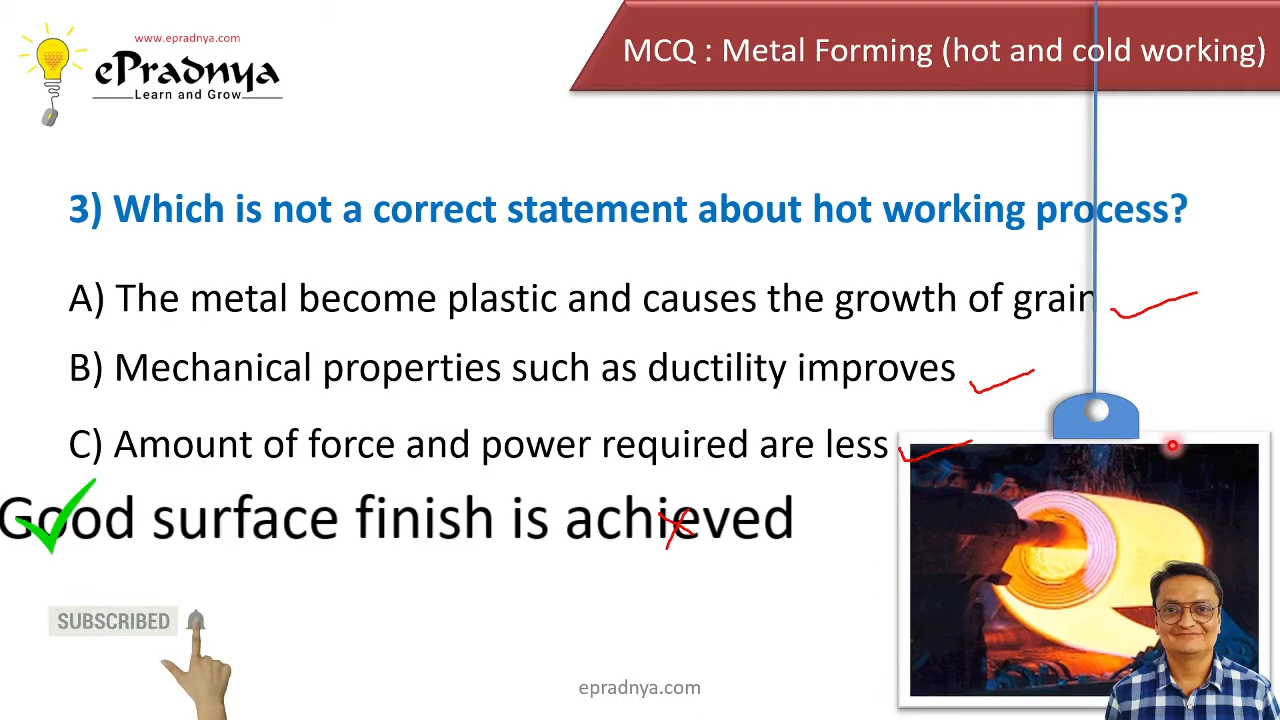 www.epradnya.com
ePradnya
Learn and Grow
MCQ : Metal Forming (hot and cold working)
3) Which is not a correct statement about hot working process?
A) The metal become plastic and causes the growth of grain
B) Mechanical properties such as ductility improves
C) Amount of force and power required are less
Good surface finish is achieved
SUBSCRIBED
epradnya.com